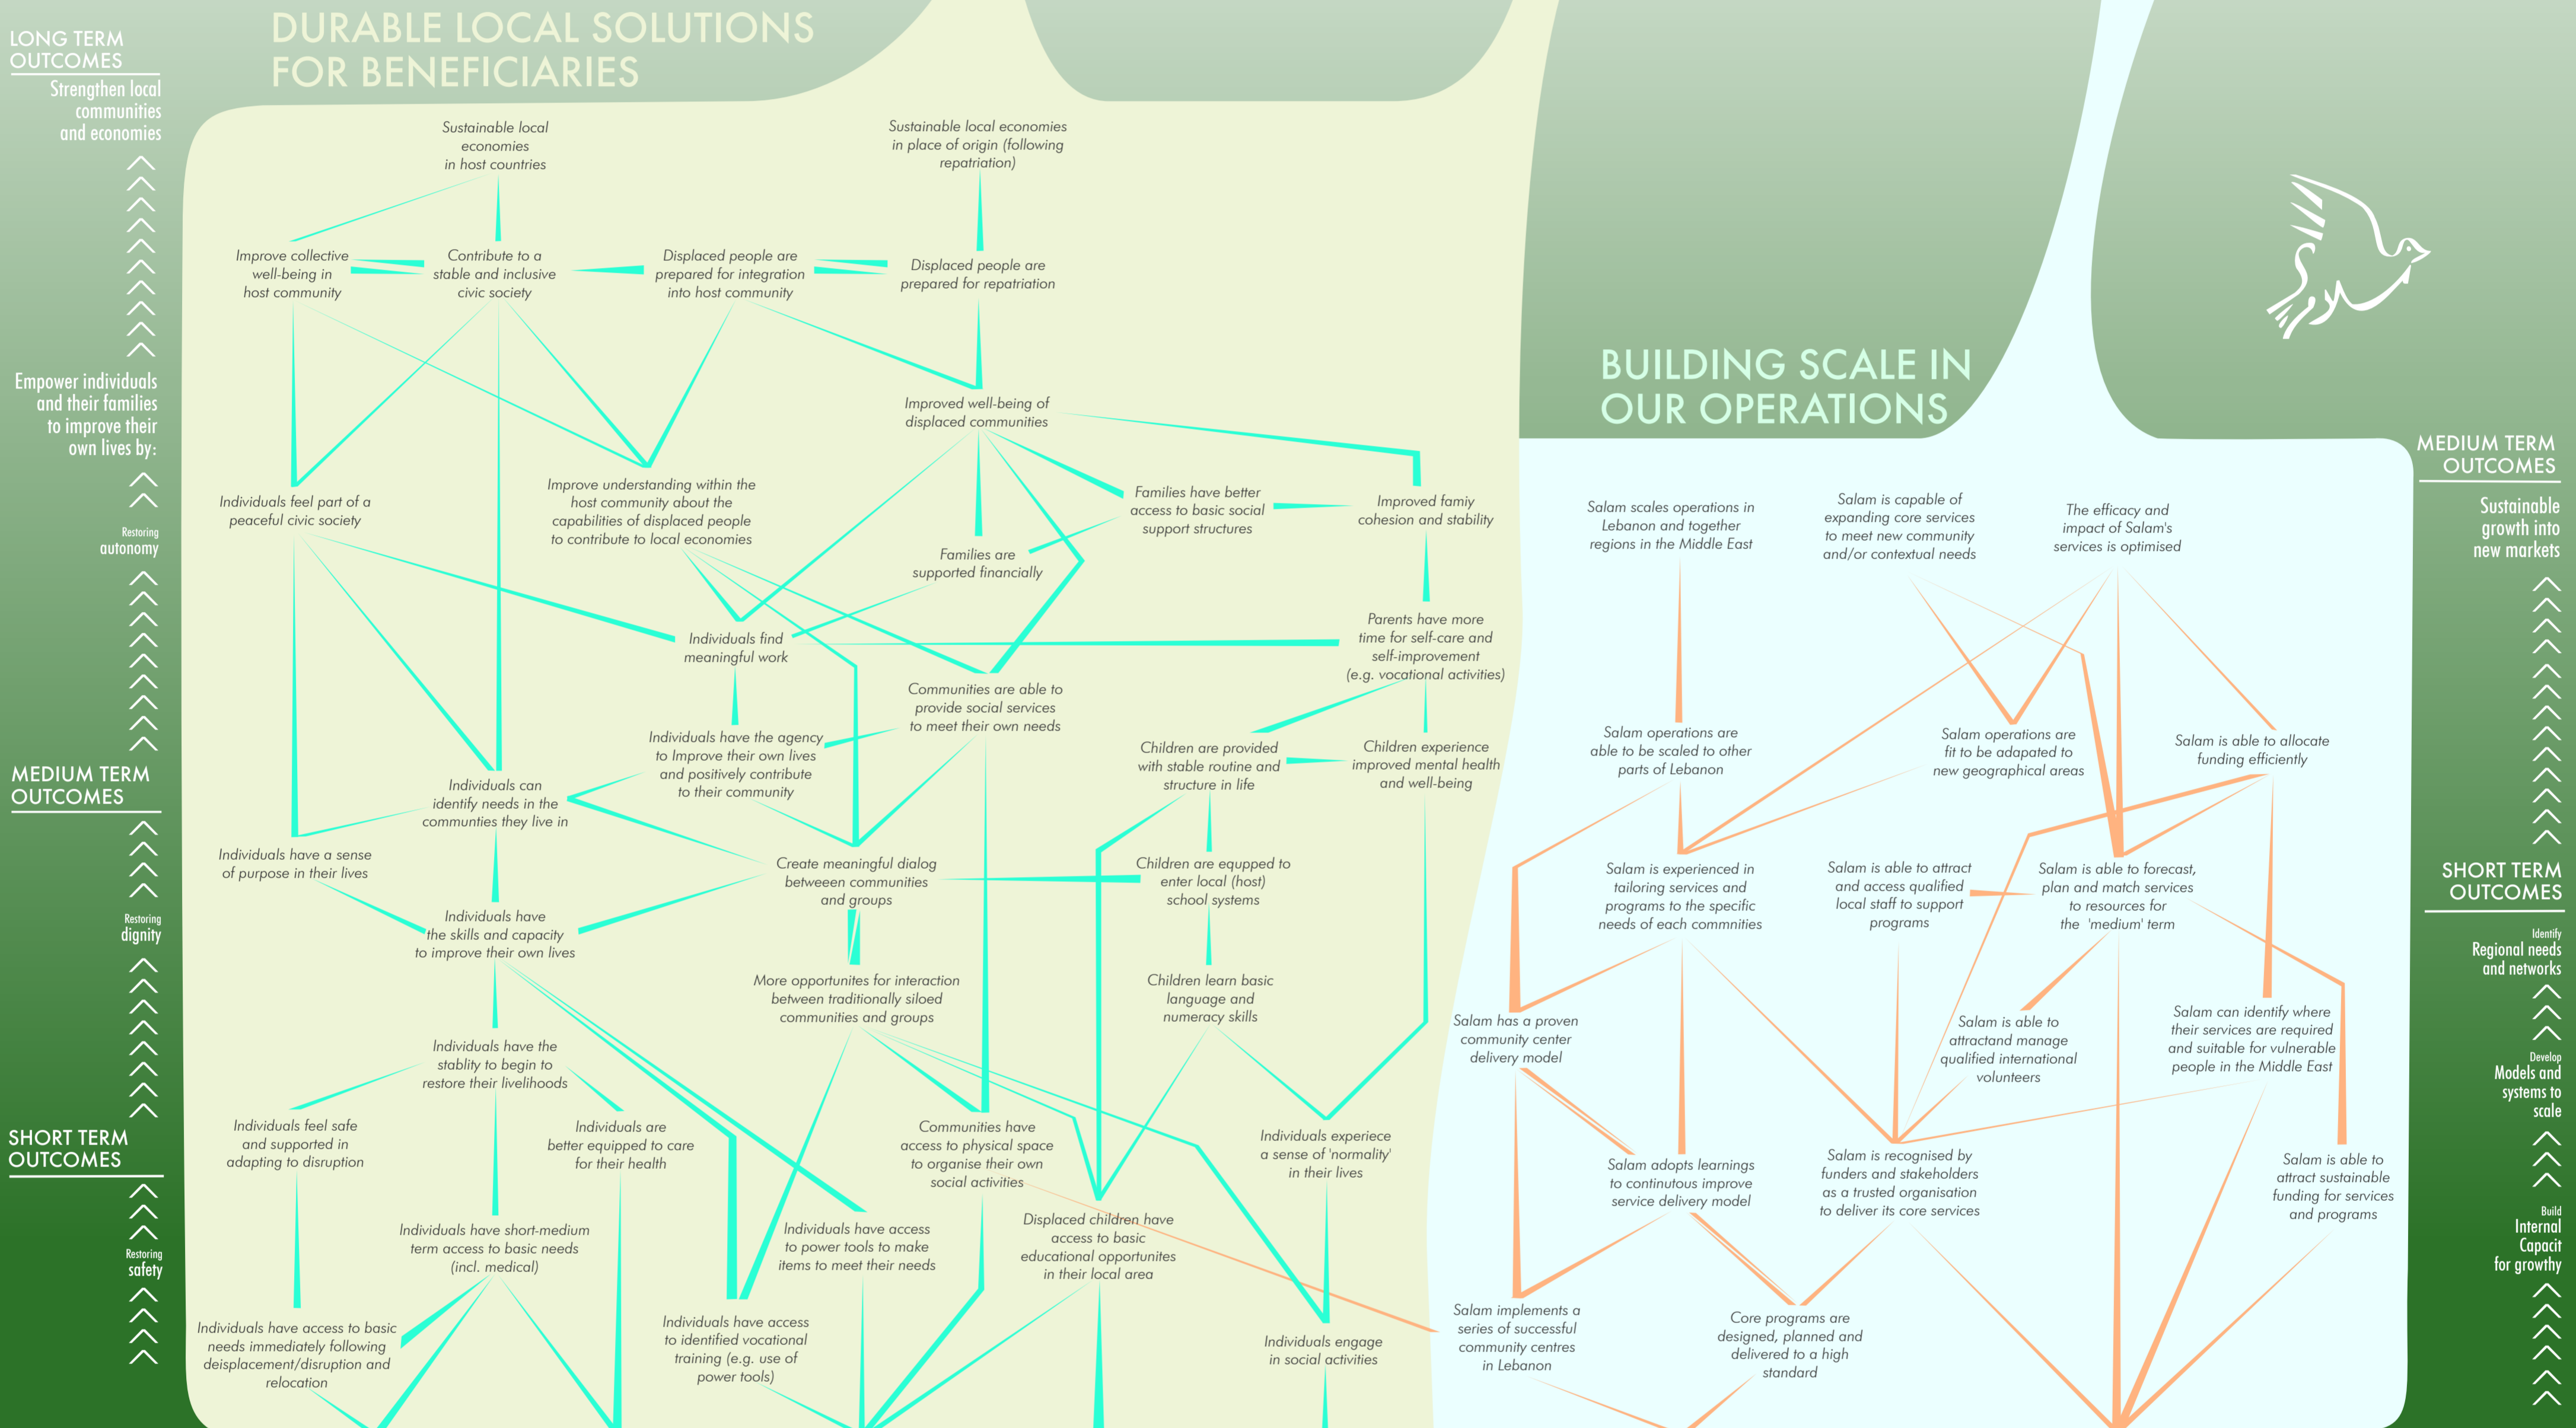 LONG TERM
OUTCOMES
Strengthen local
communities
and economies
Empower individuals
and their families
to improve their
own lives by:
Restoring
autonomy
MEDIUM TERM
OUTCOMES
Restoring
dignity
SHORT TERM
OUTCOMES
Restoring
safety
DURABLE LOCAL SOLUTIONS
FOR BENEFICIARIES
Sustainable local
economies
in host countries
Sustainable local economies
in place of origin (following
repatriation)
Improve collective
well-being in
host community
Contribute to a
stable and inclusive
civic society
Displaced people are
prepared for integration
into host community
Displaced people are
prepared for repatriation
Improved well-being of
displaced communities
Individuals feel part of a
peaceful civic society
Improve understanding within the
host community about the
capabilities of displaced people
to contribute to local economies
Families have better
access to basic social
support structures
Improved famiy
cohesion and stability
Families are
supported financially
Individuals find
meaningful work
Parents have more
time for self-care and
self-improvement
(e.g. vocational activities)
Communities are able to
provide social services
to meet their own needs
Individuals have the agency
to Improve their own lives
and positively contribute
to their community
Children are provided
with stable routine and
structure in life
Children experience
improved mental health
and well-being
Individuals can
identify needs in the
communties they live in
Individuals have a sense
of purpose in their lives
Create meaningful dialog
betweeen communities
and groups
Children are equpped to
enter local (host)
school systems
Individuals have
the skills and capacity
to improve their own lives
More opportunites for interaction
between traditionally siloed
communities and groups
Children learn basic
language and
numeracy skills
Individuals have the
stablity to begin to
restore their livelihoods
Individuals feel safe
and supported in
adapting to disruption
Individuals are
better equipped to care
for their health
Communities have
access to physical space
to organise their own
social activities
Individuals experiece
a sense of 'normality'
in their lives
Individuals have short-medium
term access to basic needs
(incl. medical)
Individuals have access
to power tools to make
items to meet their needs
Displaced children have
access to basic
educational opportunites
in their local area
Individuals have access to basic
needs immediately following
deisplacement/disruption and
relocation
Individuals have access
to identified vocational
training (e.g. use of
power tools)
Individuals engage
in social activities
BUILDING SCALE IN
OUR OPERATIONS
Salam scales operations in
Lebanon and together
regions in the Middle East
Salam is capable of
expanding core services
to meet new community
and/or contextual needs
The efficacy and
impact of Salam's
services is optimised
Salam operations are
able to be scaled to other
parts of Lebanon
Salam operations are
fit to be adapated to
new geographical areas
Salam is able to allocate
funding efficiently
Salam is experienced in
tailoring services and
programs to the specific
needs of each commnities
Salam is able to attract
and access qualified
local staff to support
programs
Salam is able to forecast,
plan and match services
to resources for
the 'medium' term
Salam has a proven
community center
delivery model
Salam is able to
attractand manage
qualified international
volunteers
Salam can identify where
their services are required
and suitable for vulnerable
people in the Middle East
Salam adopts learnings
to continutous improve
service delivery model
Salam is recognised by
funders and stakeholders
as a trusted organisation
to deliver its core services
Salam is able to
attract sustainable
funding for services
and programs
Salam implements a
series of successful
community centres
in Lebanon
Core programs are
designed, planned and
delivered to a high
standard
MEDIUM TERM
OUTCOMES
Sustainable
growth into
new markets
SHORT TERM
OUTCOMES
Identify
Regional needs
and networks
Develop
Models and
systems to
scale
Build
Internal
Capacit
for growthy